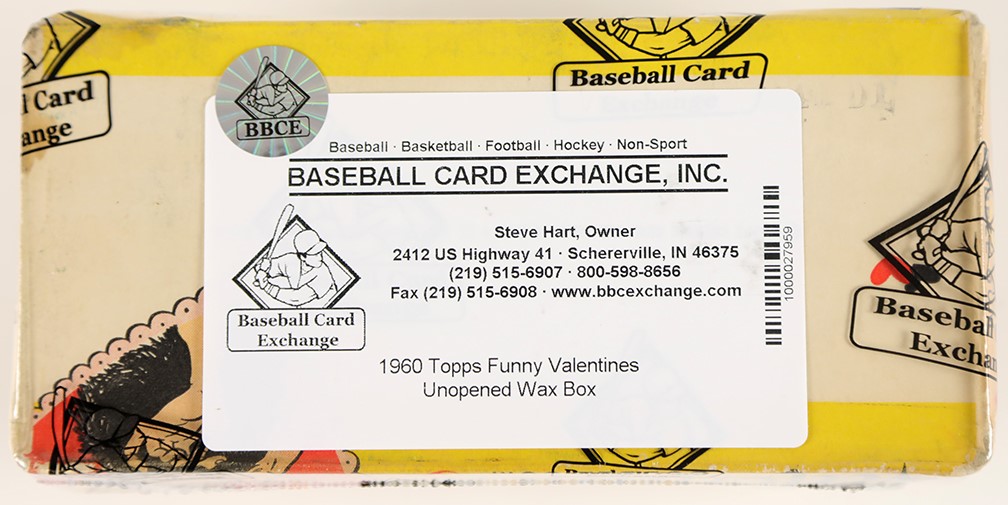 Card
Baseball Card
BBCE
Baseball · Basketball · Football · Hockey · Non-Sport
BASEBALL CARD EXCHANGE, INC.
Steve Hart, Owner
2412 US Highway 41 · Schererville, IN 46375
(219) 515-6907 · 800-598-8656
Fax (219) 515-6908 · www.bbcexchange.com
1000027959
Baseball Card
Exchange
1960 Topps Funny Valentines
Unopened Wax Box